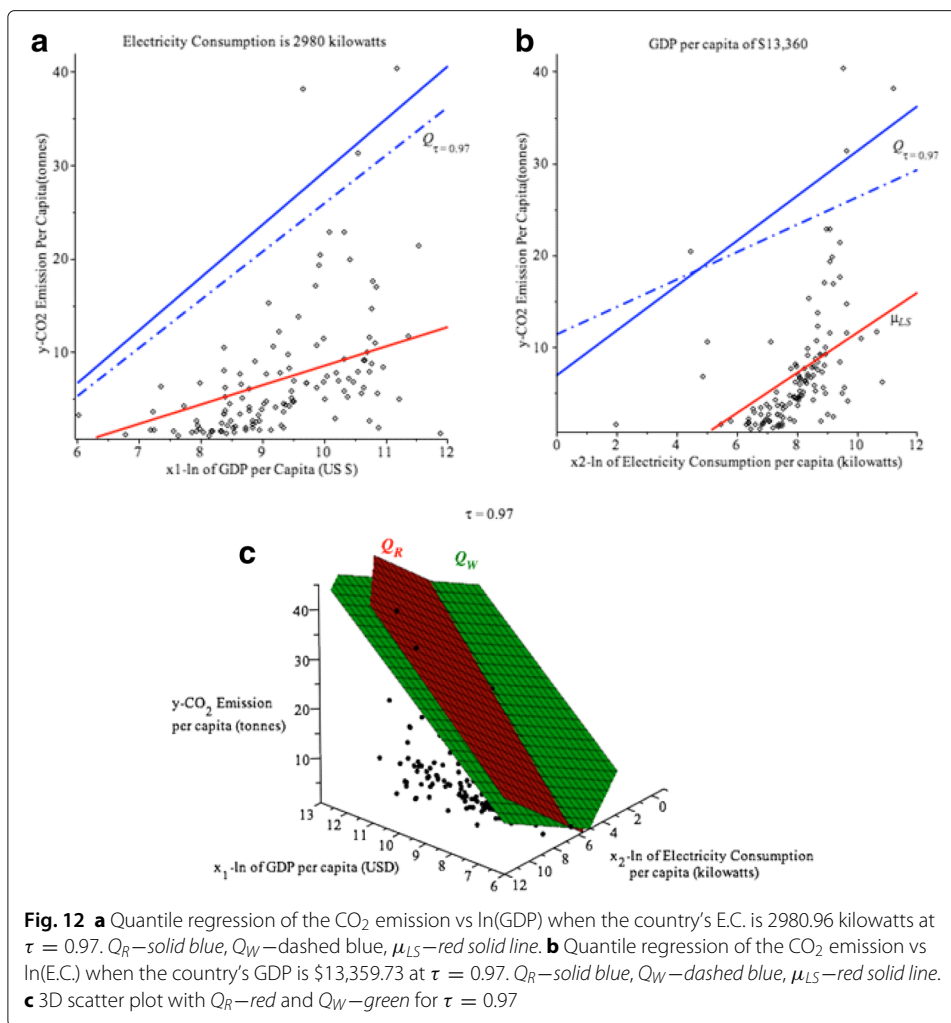 a
Electricity Consumption is 2980 kilowatts
y-CO2 Emission Per Capita(tonnes)
40
30
20
10
Q τ = 0.97
6 7 8 9 10 11 12
x1-ln of GDP per Capita (US $)
b
GDP per capita of $13,360
y-CO2 Emission Per Capita(tonnes)
40
30
20
10
Q τ = 0.97
μLS
0 2 4 6 8 10 12
x2-ln of Electricity Consumption per capita (kilowatts)
τ = 0.97
c
QR QW
y-CO2 Emission
per capita (tonnes)
40
30
20
10
13 12 11 10 9 8 7 6
x1-ln of GDP per capita (USD)
12 10 8 6 4 2 0
x2-ln of Electricity Consumption
per capita (kilowatts)
Fig. 12 a Quantile regression of the CO2 emission vs ln(GDP) when the country's E.C. is 2980.96 kilowatts at
τ = 0.97. QR−solid blue, QW−dashed blue, μLS−red solid line. b Quantile regression of the CO2 emission vs
ln(E.C.) when the country's GDP is $13,359.73 at τ = 0.97. QR−solid blue, QW−dashed blue, μLS−red solid line.
c 3D scatter plot with QR−red and QW−green for τ = 0.97